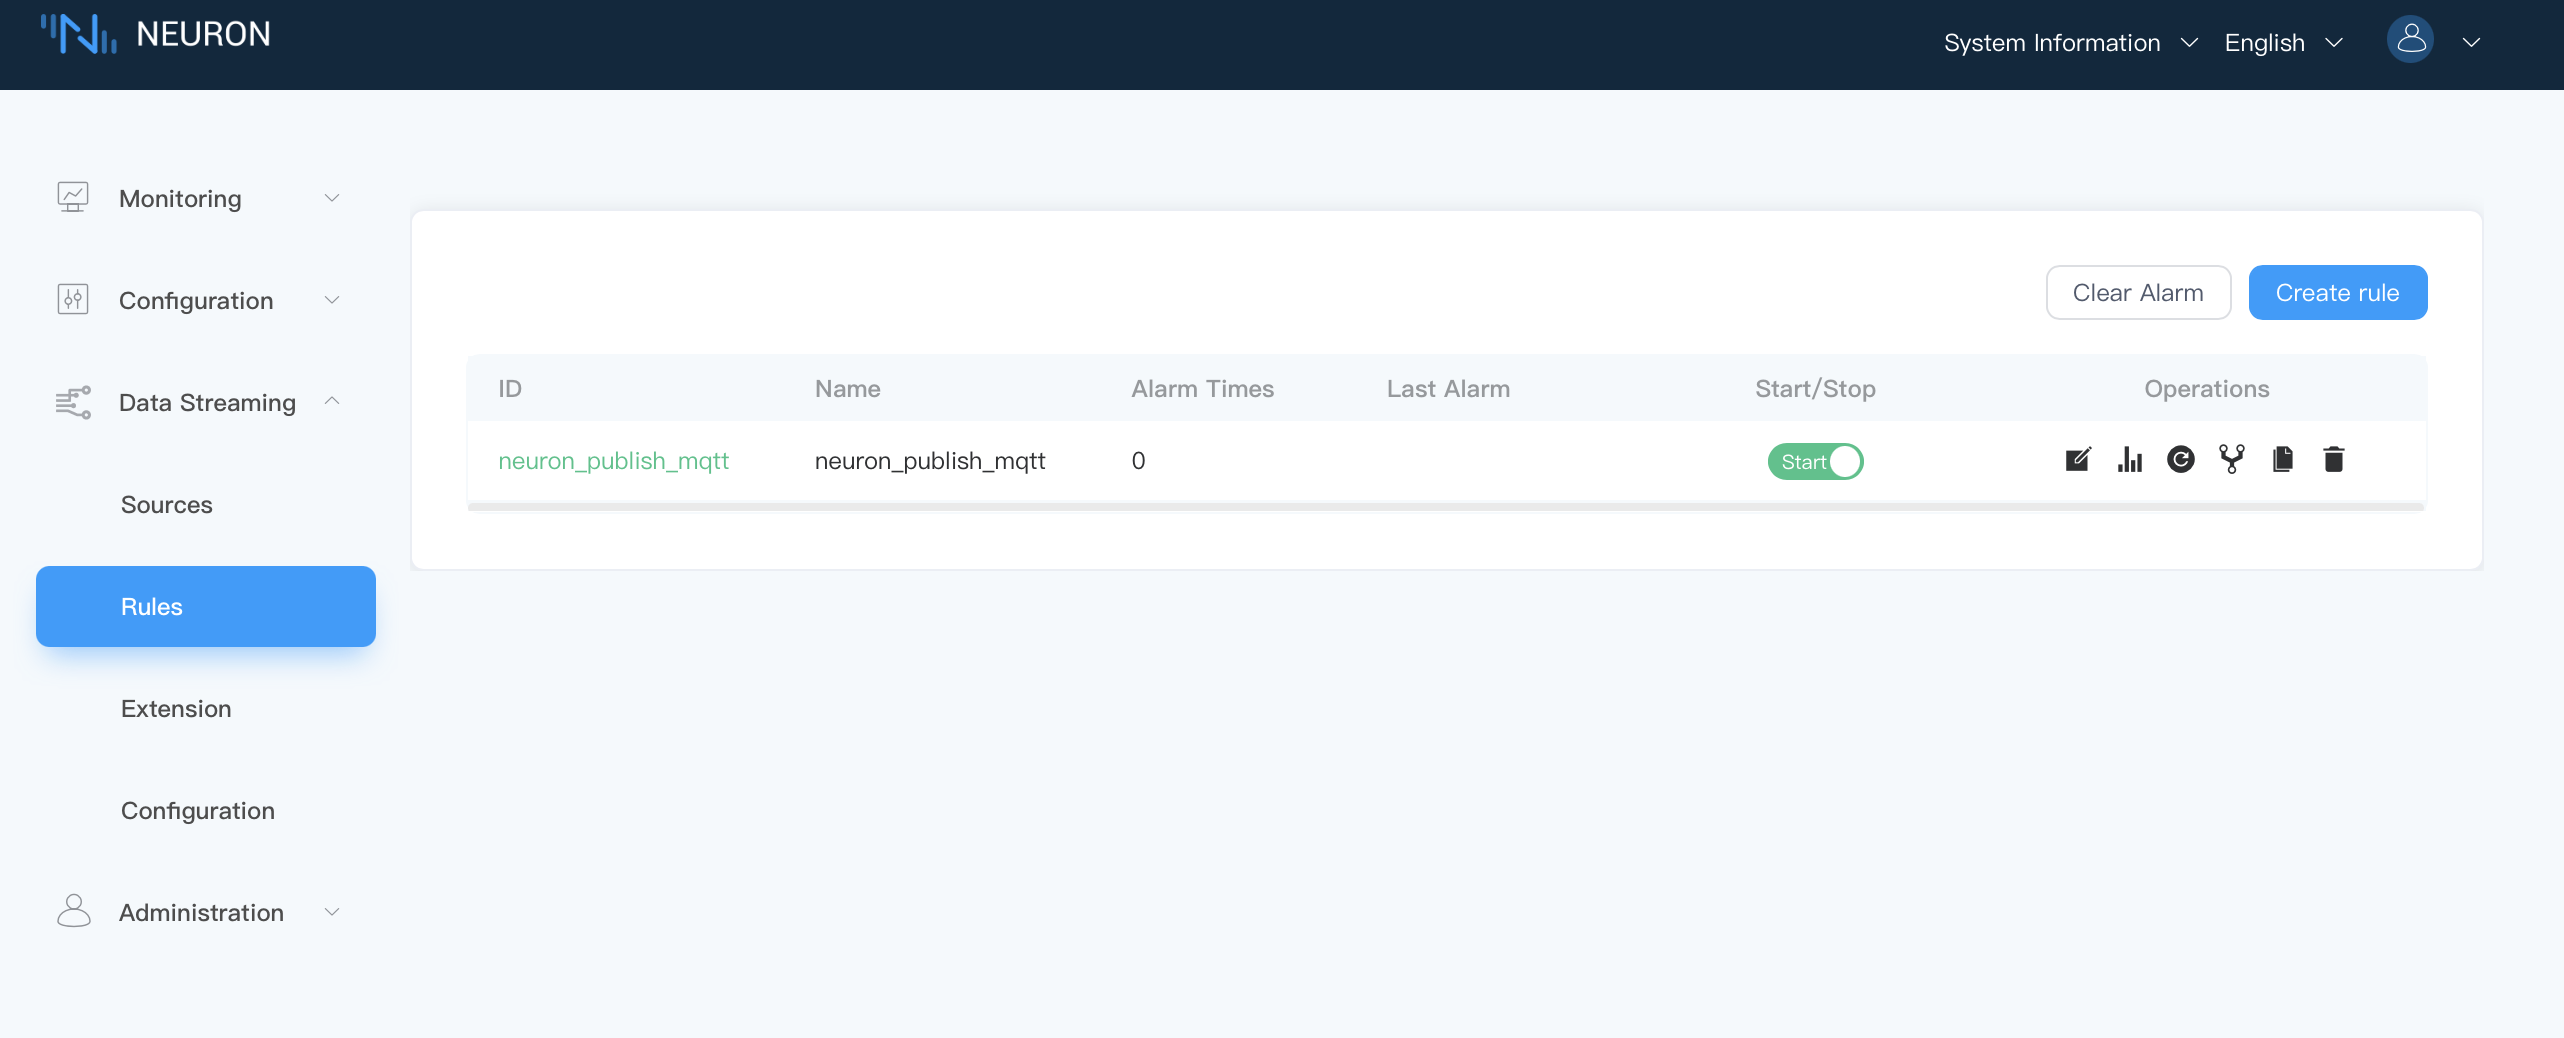 NEURON
System Information
English
Monitoring
Configuration
Data Streaming
Sources
Rules
Extension
Configuration
Administration
Clear Alarm
Create rule
ID Name Alarm Times Last Alarm Start/Stop Operations
neuron_publish_mqtt neuron_publish_mqtt 0 Start